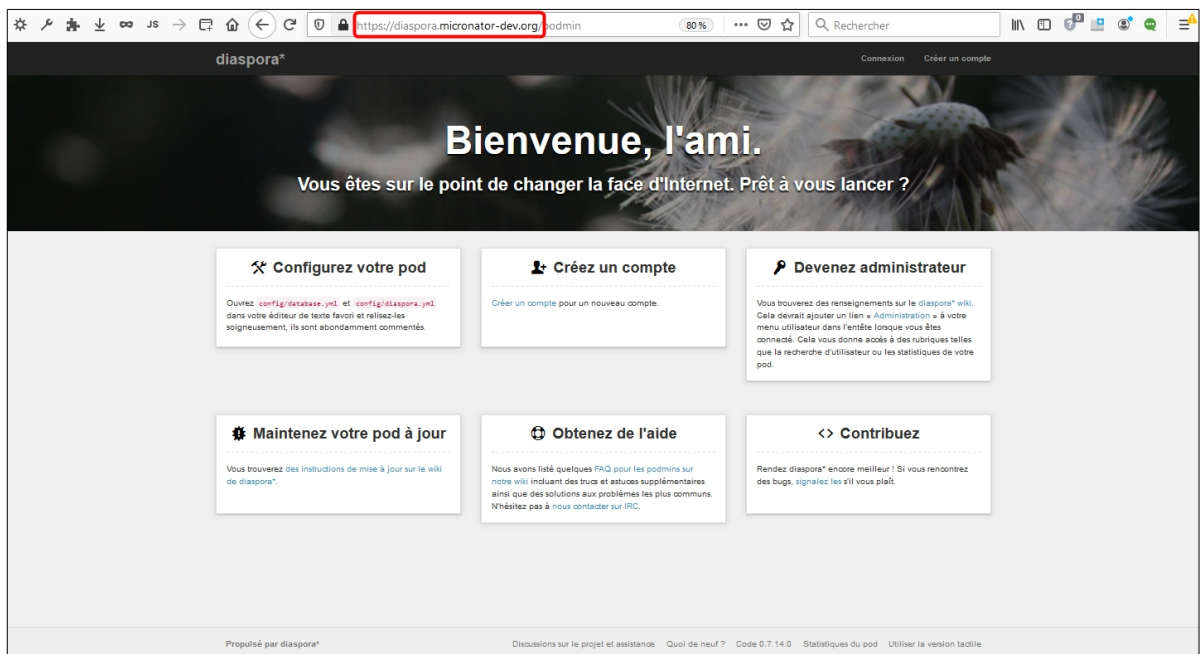 JS
https://diaspora.micronator-dev.org/podmin
80 %
Rechercher
diaspora*
Connexion
Créer un compte
Bienvenue, l'ami.
Vous êtes sur le point de changer la face d'Internet. Prêt à vous lancer ?
Configurez votre pod
Ouvrez config/database.yml et config/diaspora.yml
dans votre éditeur de texte favori et relisez-les
soigneusement, ils sont abondamment commentés.
Créez un compte
Créer un compte pour un nouveau compte.
Devenez administrateur
Vous trouverez des renseignements sur le diaspora* wiki.
Cela devrait ajouter un lien « Administration » à votre
menu utilisateur dans l'entête lorsque vous êtes
connecté. Cela vous donne accès à des rubriques telles
que la recherche d'utilisateur ou les statistiques de votre
pod.
Maintenez votre pod à jour
Vous trouverez des instructions de mise à jour sur le wiki
de diaspora*.
Obtenez de l'aide
Nous avons listé quelques FAQ pour les podmins sur
notre wiki incluant des trucs et astuces supplémentaires
ainsi que des solutions aux problèmes les plus communs.
N'hésitez pas à nous contacter sur IRC.
Contribuez
Rendez diaspora* encore meilleur ! Si vous rencontrez
des bugs, signalez les s'il vous plaît.
Propulsé par diaspora*
Discussions sur le projet et assistance
Quoi de neuf ?
Code 0.7.14.0
Statistiques du pod
Utiliser la version tactile